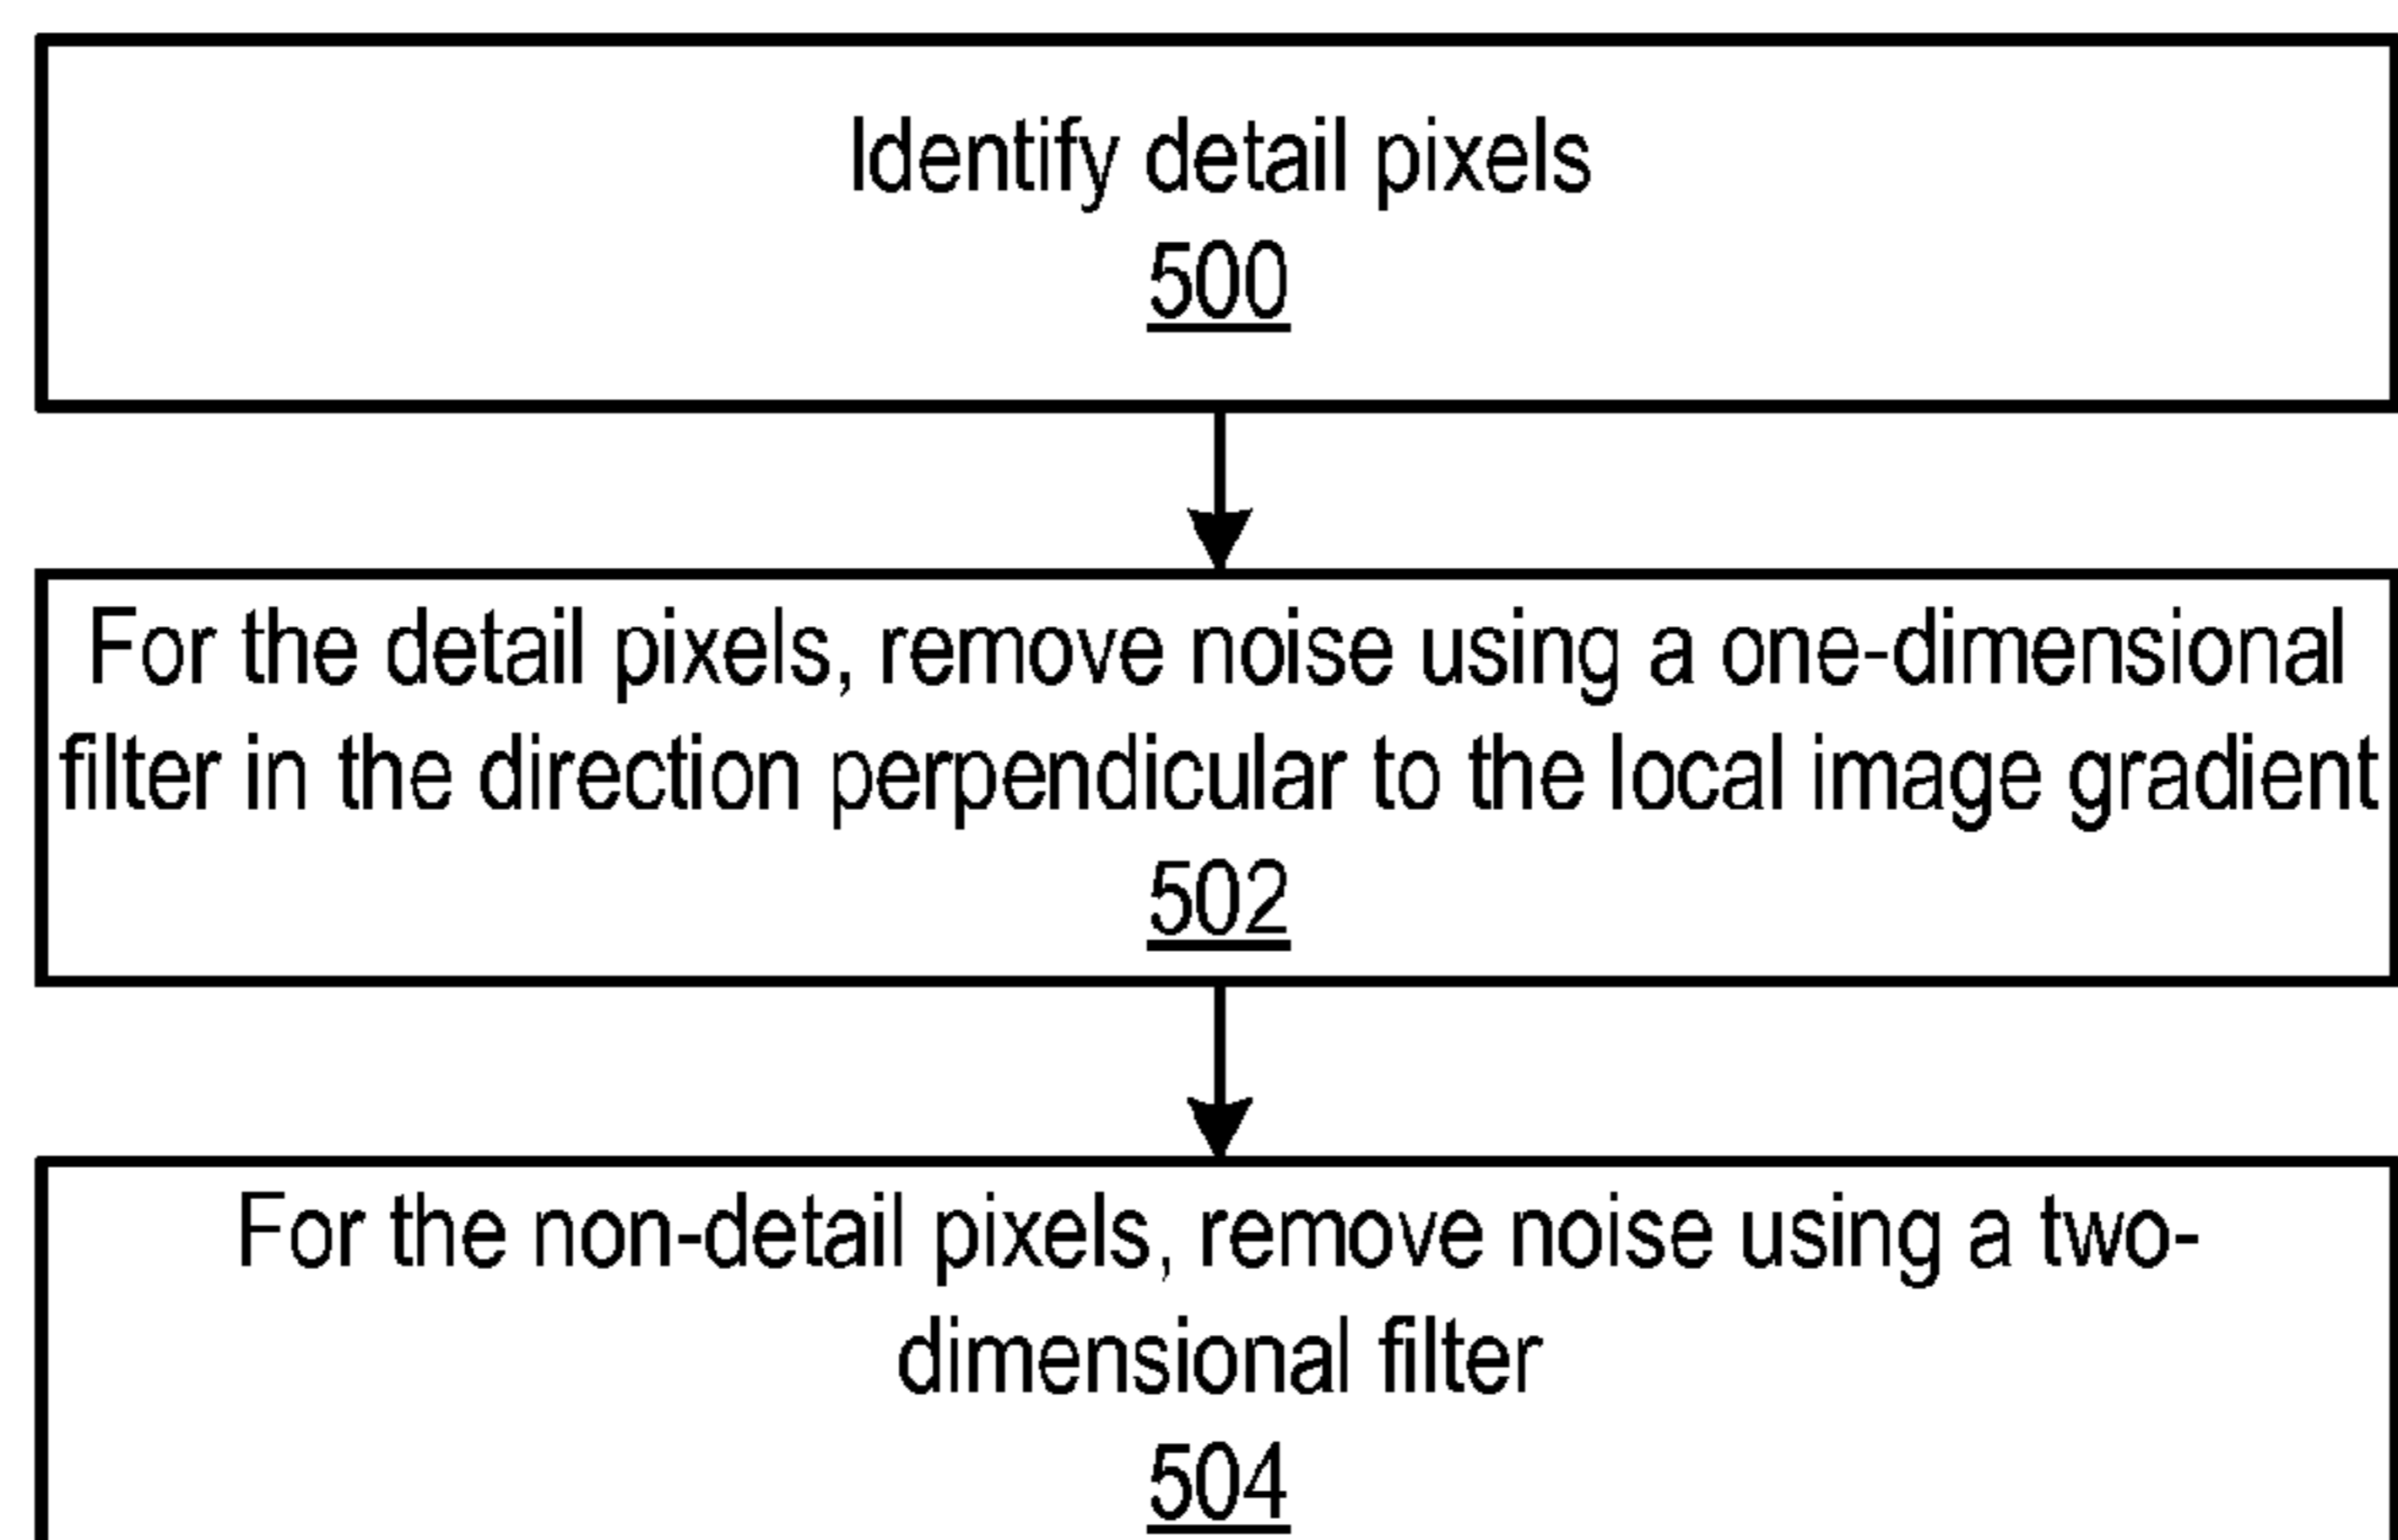 Identify detail pixels
500
For the detail pixels, remove noise using a one-dimensional
filter in the direction perpendicular to the local image gradient
502
For the non-detail pixels, remove noise using a two-
dimensional filter
504